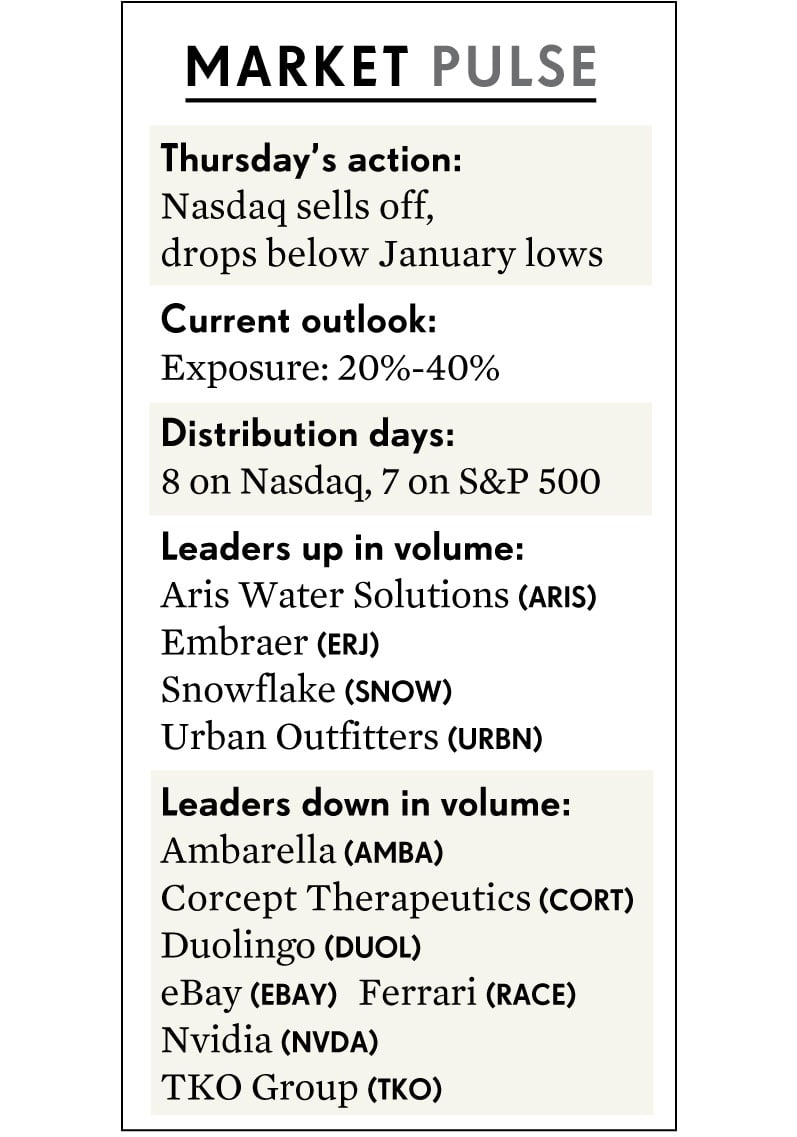 MARKET PULSE
Thursday's action:
Nasdaq sells off,
drops below January lows
Current outlook:
Exposure: 20%-40%
Distribution days:
8 on Nasdaq, 7 on S&P 500
Leaders up in volume:
Aris Water Solutions (ARIS)
Embraer (ERJ)
Snowflake (SNOW)
Urban Outfitters (URBN)
Leaders down in volume:
Ambarella (AMBA)
Corcept Therapeutics (CORT)
Duolingo (DUOL)
eBay (EBAY) Ferrari (RACE)
Nvidia (NVDA)
TKO Group (TKO)